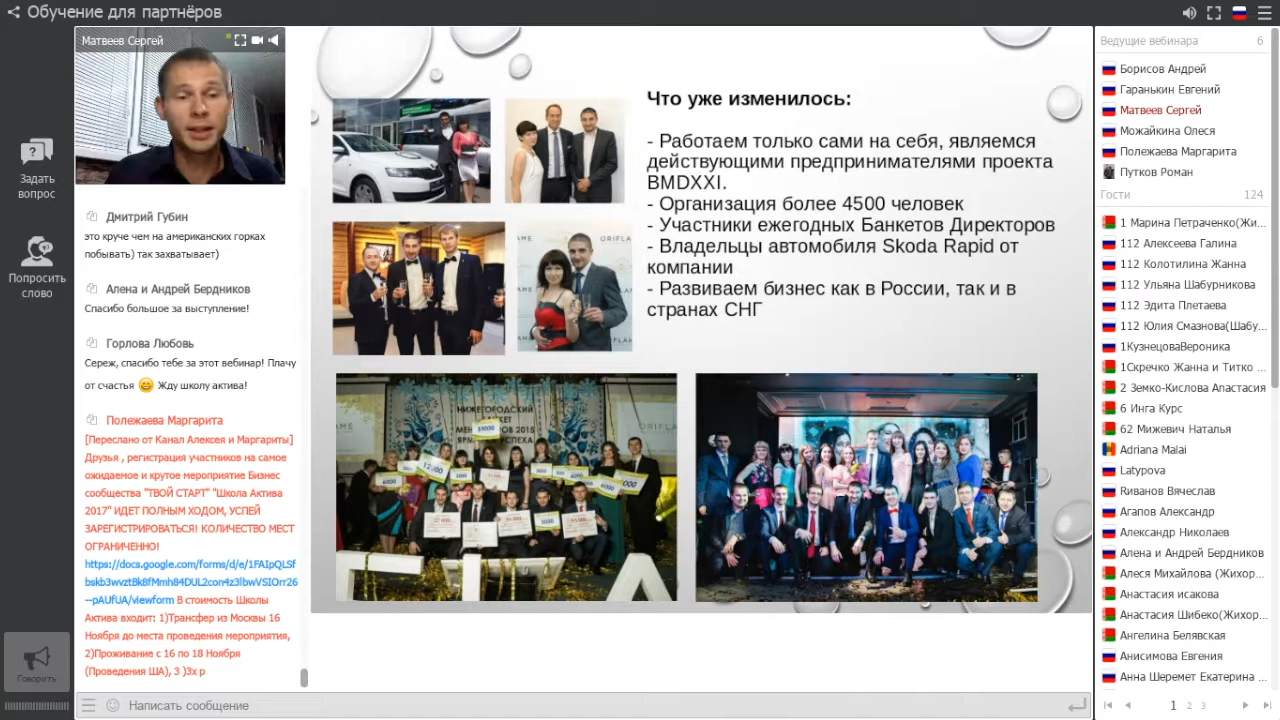 Обучение для партнёров
Матвеев Сергей
Задать
вопрос
Попросить
слово
Говорить
Дмитрий Губин
это круче чем на американских горках
побывать) так захватывает)
Алена и Андрей Бердников
Спасибо большое за выступление!
Горлова Любовь
Сереж, спасибо тебе за этот вебинар! Плачу
от счастья Жду школу актива!
Полежаева Маргарита
[Переслано от Канал Алексея и Маргариты]
Друзья , регистрация участников на самое
ожидаемое и крутое мероприятие Бизнес
сообщества "ТВОЙ СТАРТ" "Школа Актива
2017" ИДЕТ ПОЛНЫМ ХОДОМ, УСПЕЙ
ЗАРЕГИСТРИРОВАТЬСЯ! КОЛИЧЕСТВО МЕСТ
ОГРАНИЧЕННО!
https://docs.google.com/forms/d/e/1FAIpQLSf
bskb3wvztBk8fMmh84DUL2con4z3lbwVSIOrr26
--pAUfUA/viewform В стоимость Школы
Актива входит: 1)Трансфер из Москвы 16
Ноября до места проведения мероприятия,
2)Проживание с 16 по 18 Ноября
(Проведения ША), 3 )3х р
Написать сообщение
Что уже изменилось:
- Работаем только сами на себя, являемся
действующими предпринимателями проекта
BMDXXI.
- Организация более 4500 человек
- Участники ежегодных Банкетов Директоров
- Владельцы автомобиля Skoda Rapid от
компании
- Развиваем бизнес как в России, так и в
странах СНГ
ORIFLAME
НИЖЕГОРОДСКИЙ
2015
Ведущие вебинара 6
Борисов Андрей
Гаранькин Евгений
Матвеев Сергей
Можайкина Олеся
Полежаева Маргарита
Путков Роман
Гости 124
1 Марина Петраченко(Жи...
112 Алексеева Галина
112 Колотилина Жанна
112 Ульяна Шабурникова
112 Эдита Плетаева
112 Юлия Смазнова(Шабу...
1КузнецоваВероника
1Скречко Жанна и Титко ...
2 Земко-Кислова Апастасия
6 Инга Курс
62 Мижевич Наталья
Adriana Malai
Latypova
Rиванов Вячеслав
Агапов Александр
Александр Николаев
Алена и Андрей Бердников
Алеся Михайлова (Жихор...
Анастасия исакова
Анастасия Шибеко(Жихор...
Ангелина Белявская
Анисимова Евгения
Анна Шеремет Екатерина ...
1 2 3